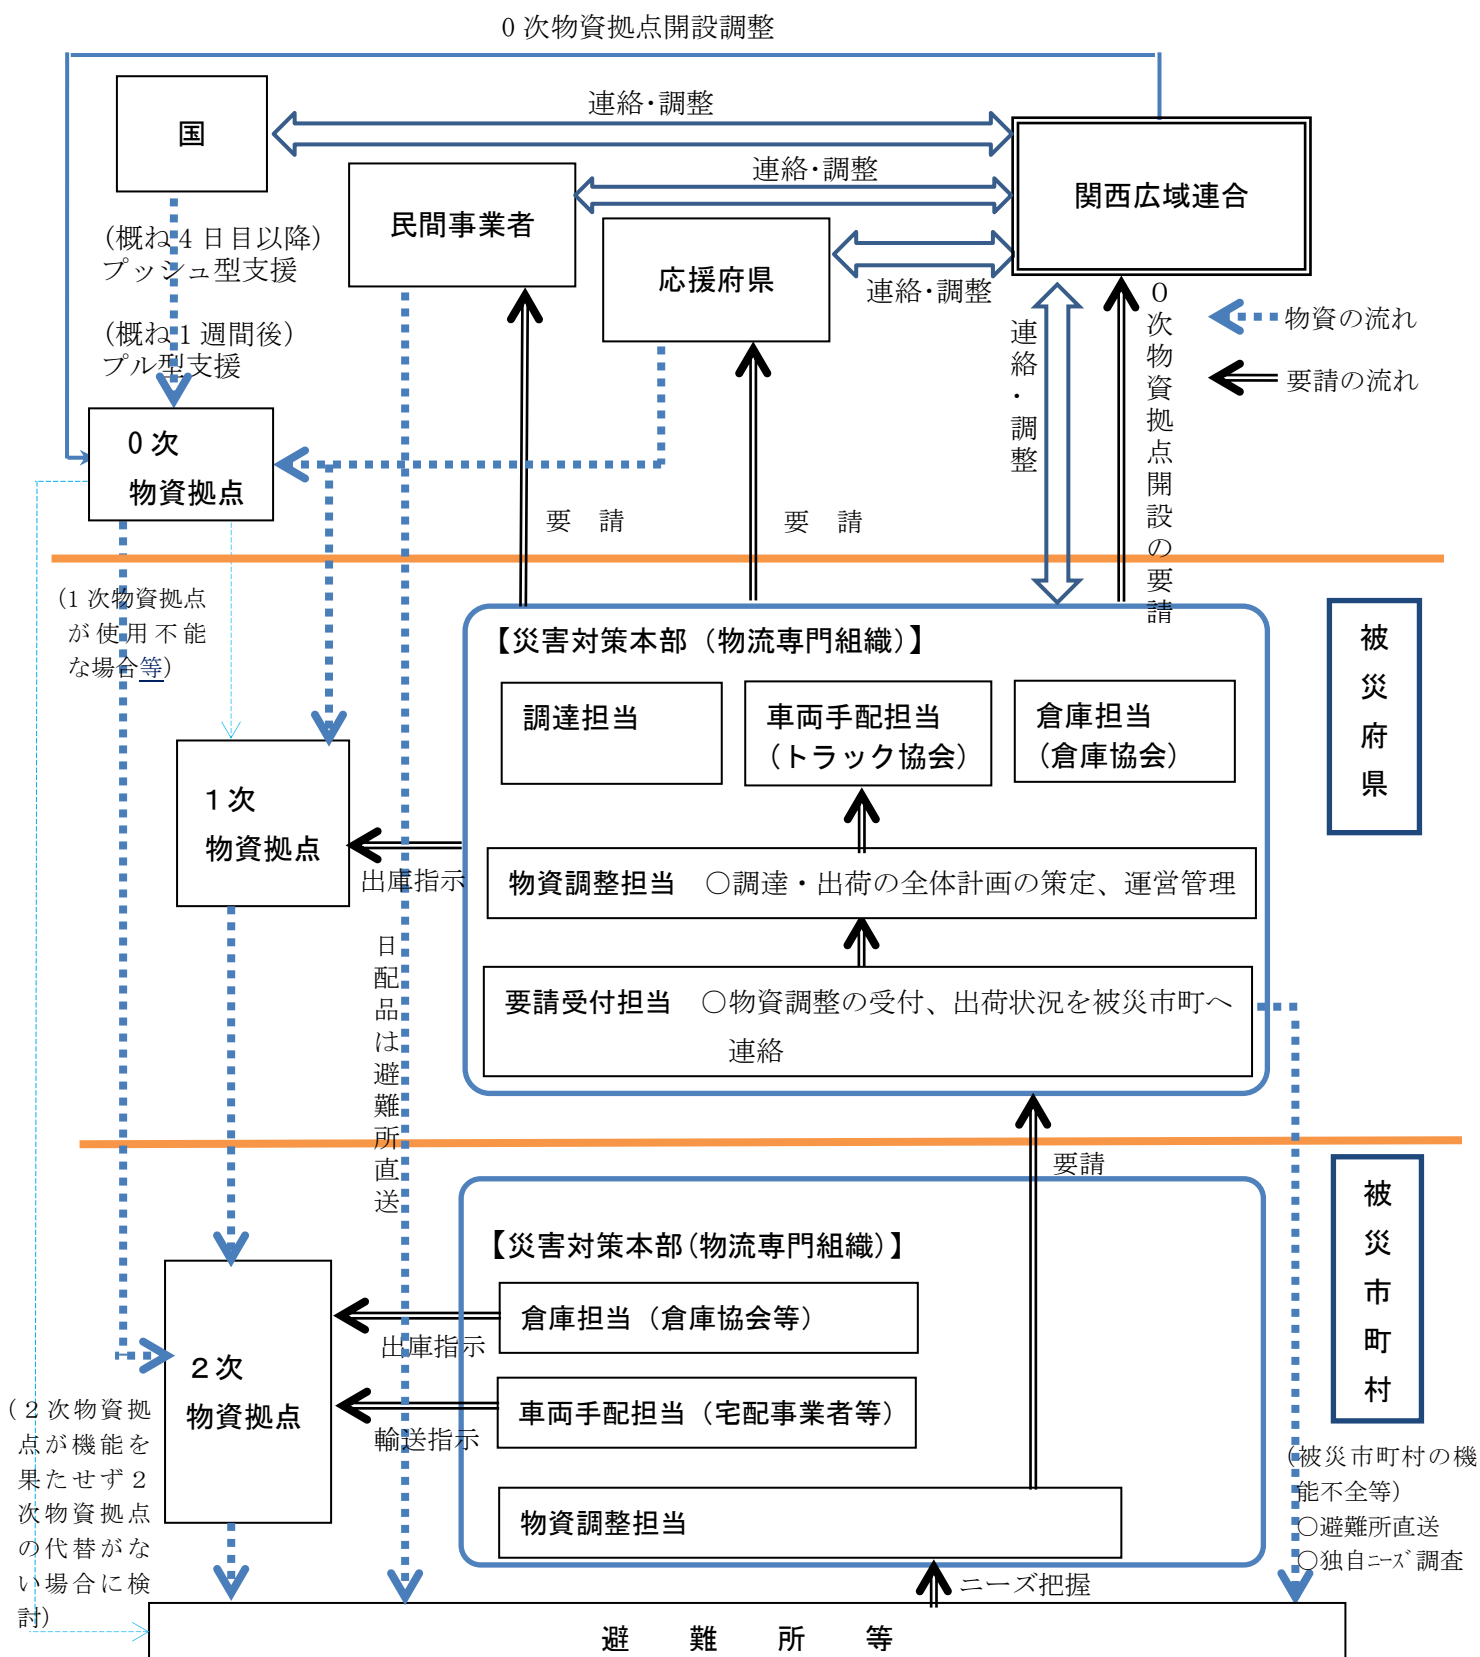 ０次物資拠点開設調整
国
連絡・調整
民間事業者
連絡・調整
関西広域連合
応援府県
連絡・調整
(概ね４日目以降)
プッシュ型支援
(概ね１週間後)
プル型支援
連絡・調整
０次物資拠点開設の要請
物資の流れ
要請の流れ
０次
物資拠点
要　請
要　請
(１次物資拠点
が使用不能
な場合等)
【災害対策本部（物流専門組織）】
調達担当
車両手配担当
（トラック協会）
倉庫担当
(倉庫協会)
被災府県
１次
物資拠点
出庫指示
物資調整担当　○調達・出荷の全体計画の策定、運営管理
要請受付担当　○物資調整の受付、出荷状況を被災市町へ
連絡
日配品は避難所直送
要請
被災市町村
【災害対策本部(物流専門組織)】
倉庫担当（倉庫協会等）
出庫指示
車両手配担当（宅配事業者等）
輸送指示
２次
物資拠点
物資調整担当
(２次物資拠
点が機能を
果たせず２
次物資拠点
の代替がな
い場合に検
討)
(被災市町村の機
能不全等)
○避難所直送
○独自ニーズ調査
ニーズ把握
避　難　所　等